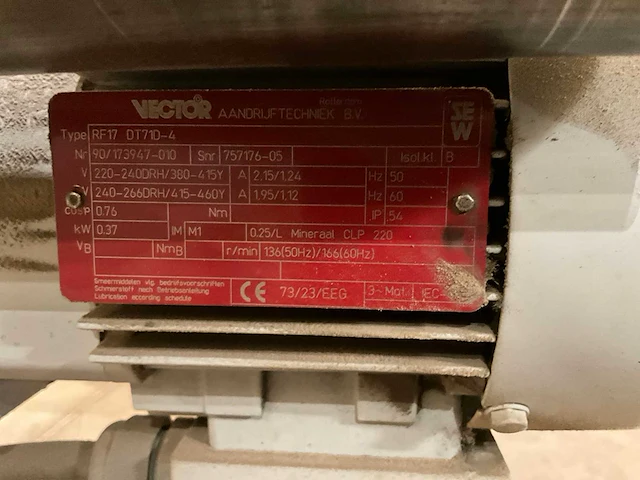 VECTOR Rotterdam
AANDRIJFTECHNIEK B.V.
SEW
Type RF17 DT71D-4
Nr 90/173947-010 Snr 757176-05 Isol.kl. B
V 220-240DRH/380-415Y A 2.15/1.24 Hz 50
V 240-266DRH/415-460Y A 1.95/1.12 Hz 60
cosφ 0.76 Nm IP 54
kW 0.37 IM M1 0.25/L Mineraal CLP 220
VB NmB r/min 136(50Hz)/166(60Hz)
Smeermiddelen vlg. bedrijfsvoorschriften
Schmierstoff nach Betriebsanleitung
Lubrication according schedule
CE 73/23/EEG 3~ Mot. IEC